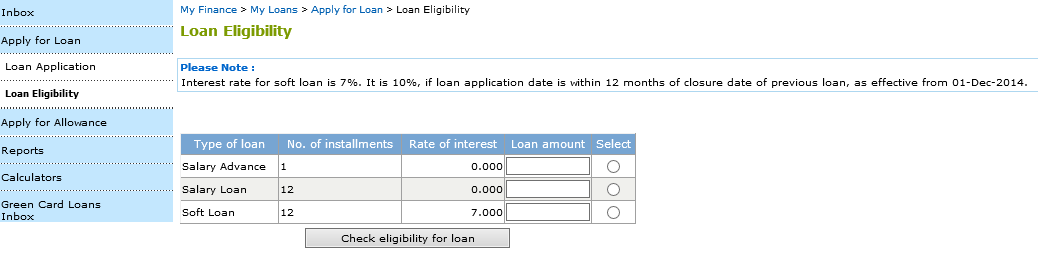 Inbox
Apply for Loan
Loan Application
Loan Eligibility
Apply for Allowance
Reports
Calculators
Green Card Loans
Inbox
My Finance > My Loans > Apply for Loan > Loan Eligibility
Loan Eligibility
Please Note :
Interest rate for soft loan is 7%. It is 10%, if loan application date is within 12 months of closure date of previous loan, as effective from 01-Dec-2014.
Type of loan No. of installments Rate of interest Loan amount Select
Salary Advance 1 0.000
Salary Loan 12 0.000
Soft Loan 12 7.000
Check eligibility for loan